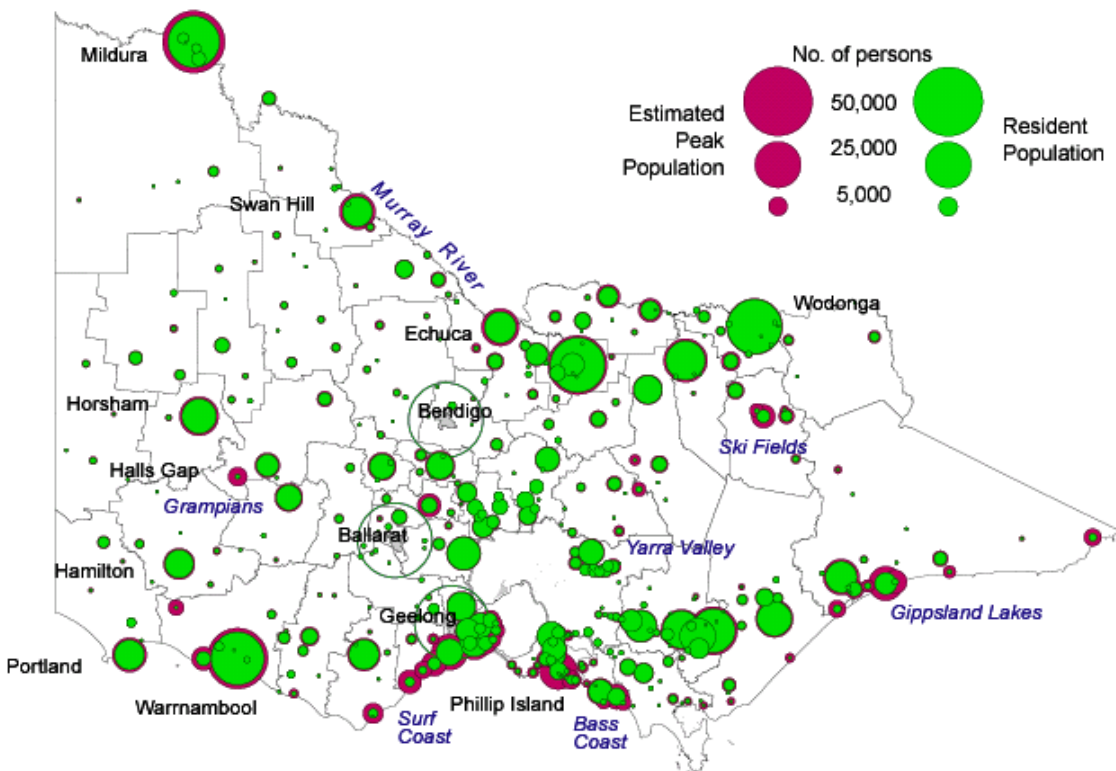 No. of persons
Estimated
Peak
Population
50,000
25,000
5,000
Resident
Population
Mildura
Swan Hill
Murray River
Echuca
Wodonga
Horsham
Bendigo
Ski Fields
Halls Gap
Grampians
Ballarat
Yarra Valley
Hamilton
Geelong
Gippsland Lakes
Portland
Warrnambool
Phillip Island
Surf
Coast
Bass
Coast